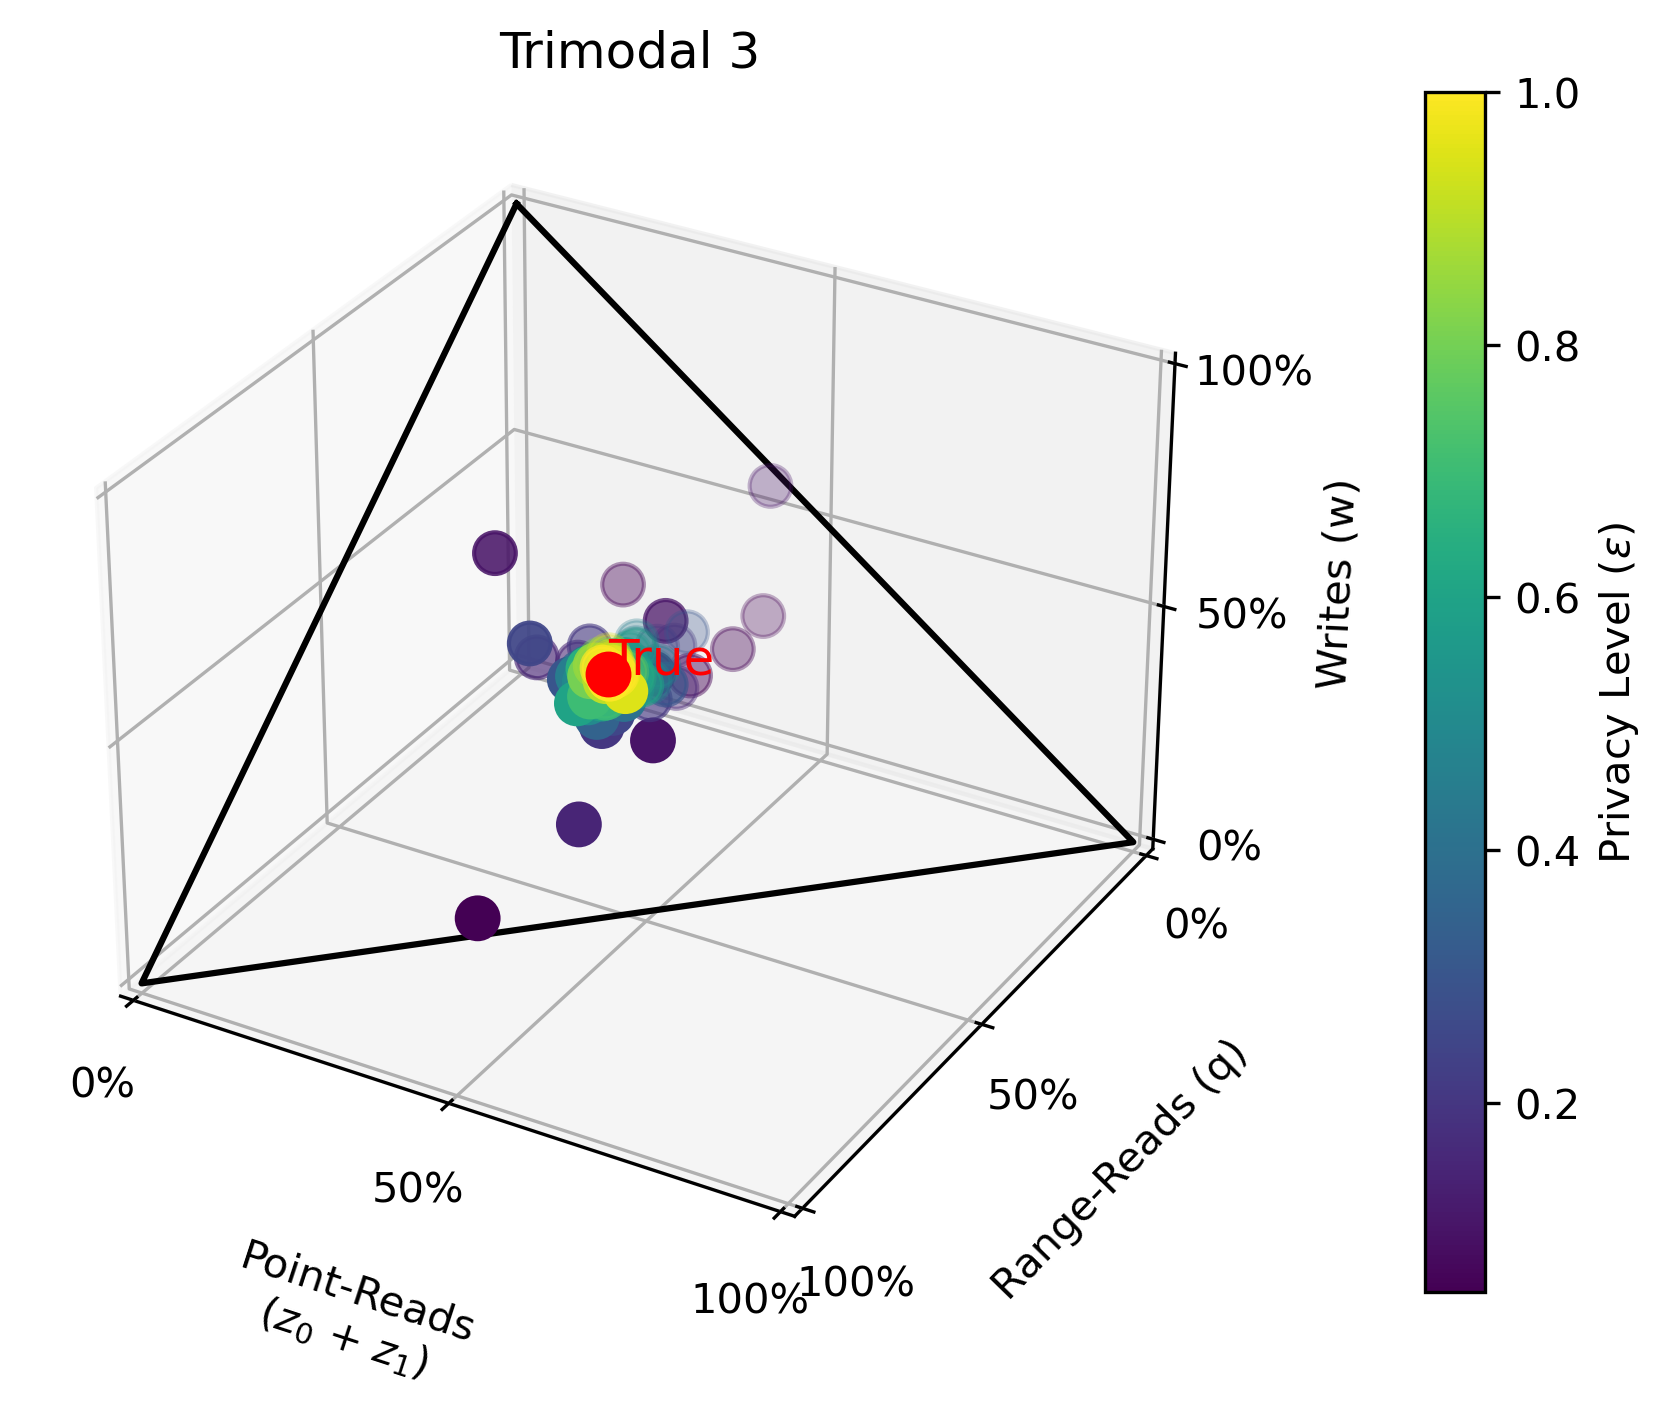 Trimodal 3
True
100%
50%
0%
Writes (w)
0%
50%
100%
Range-Reads (q)
0%
50%
100%
Point-Reads
(z₀ + z₁)
1.0
0.8
0.6
0.4
0.2
Privacy Level (ε)